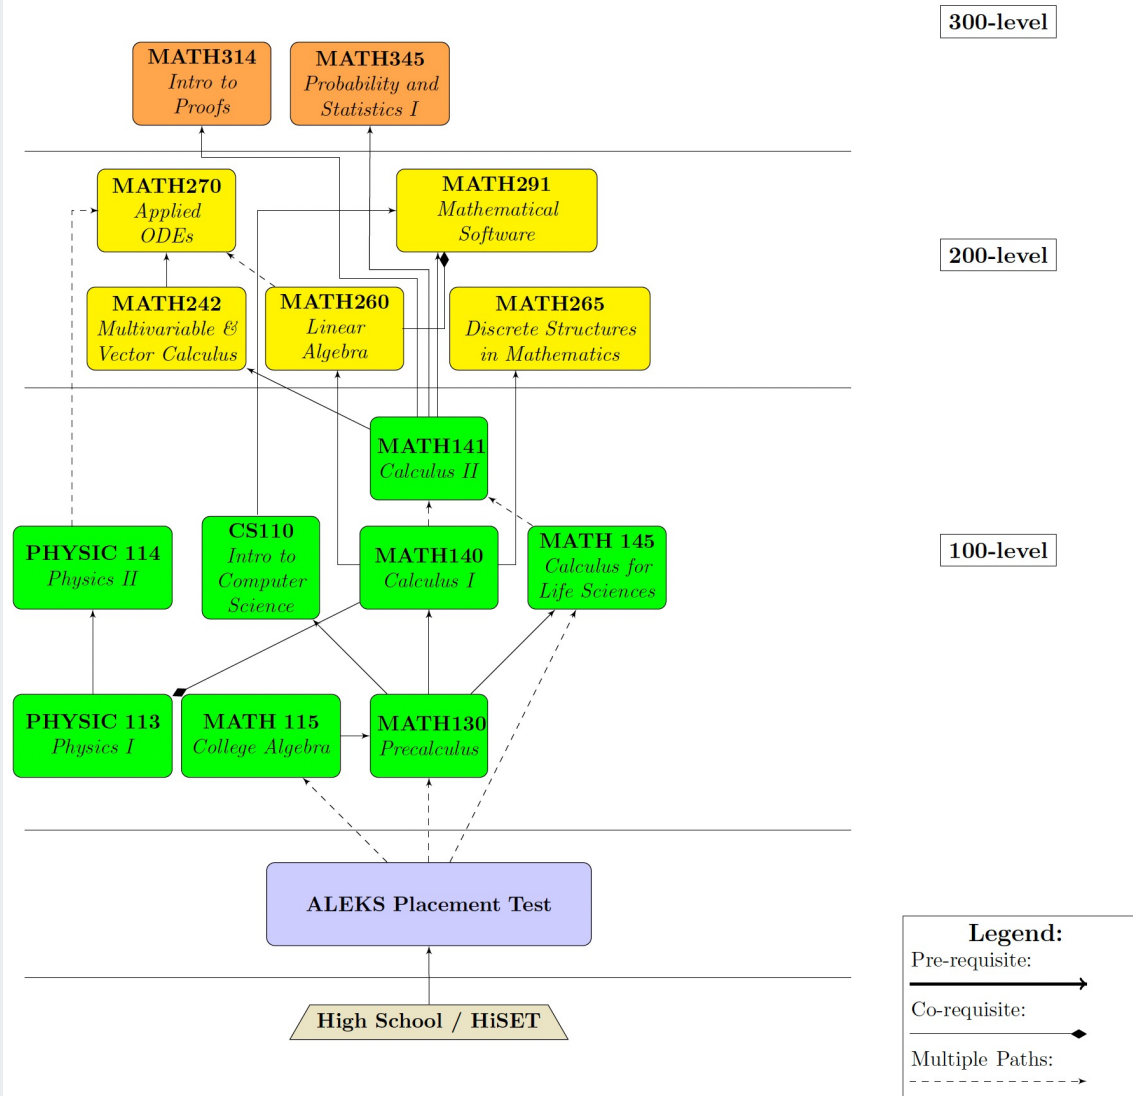 300-level
MATH314
Intro to
Proofs
MATH345
Probability and
Statistics I
MATH270
Applied
ODEs
MATH291
Mathematical
Software
200-level
MATH242
Multivariable &
Vector Calculus
MATH260
Linear
Algebra
MATH265
Discrete Structures
in Mathematics
MATH141
Calculus II
PHYSIC 114
Physics II
CS110
Intro to
Computer
Science
MATH140
Calculus I
MATH 145
Calculus for
Life Sciences
100-level
PHYSIC 113
Physics I
MATH 115
College Algebra
MATH130
Precalculus
ALEKS Placement Test
High School / HiSET
Legend:
Pre-requisite:
Co-requisite:
Multiple Paths: